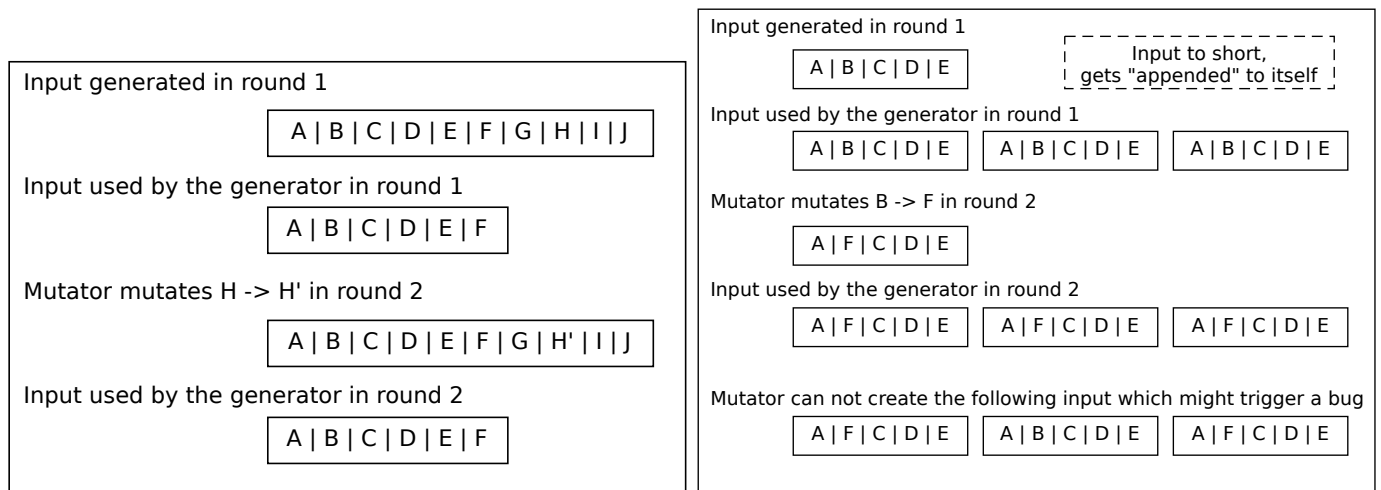 Input generated in round 1
A | B | C | D | E | F | G | H | I | J
Input used by the generator in round 1
A | B | C | D | E | F
Mutator mutates H -> H' in round 2
A | B | C | D | E | F | G | H' | I | J
Input used by the generator in round 2
A | B | C | D | E | F
Input generated in round 1
A | B | C | D | E
Input to short,
gets "appended" to itself
Input used by the generator in round 1
A | B | C | D | E A | B | C | D | E A | B | C | D | E
Mutator mutates B -> F in round 2
A | F | C | D | E
Input used by the generator in round 2
A | F | C | D | E A | F | C | D | E A | F | C | D | E
Mutator can not create the following input which might trigger a bug
A | F | C | D | E A | B | C | D | E A | F | C | D | E